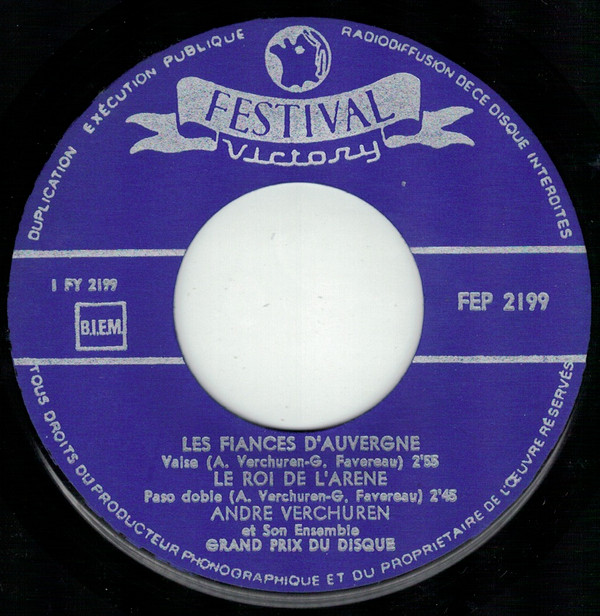 DUPLICATION EXÉCUTION PUBLIQUE RADIODIFFUSION DE CE DISQUE INTERDITES
FESTIVAL
Victory
1 FY 2199
B.I.E.M.
FEP 2199
LES FIANCES D'AUVERGNE
Valse (A. Verchuren-G. Favereau) 2'55
LE ROI DE L'ARENE
Paso doble (A. Verchuren-G. Favereau) 2'45
ANDRE VERCHUREN
et Son Ensemble
GRAND PRIX DU DISQUE
TOUS DROITS DU PRODUCTEUR PHONOGRAPHIQUE ET DU PROPRIETAIRE DE L'ŒUVRE RÉSERVÉS